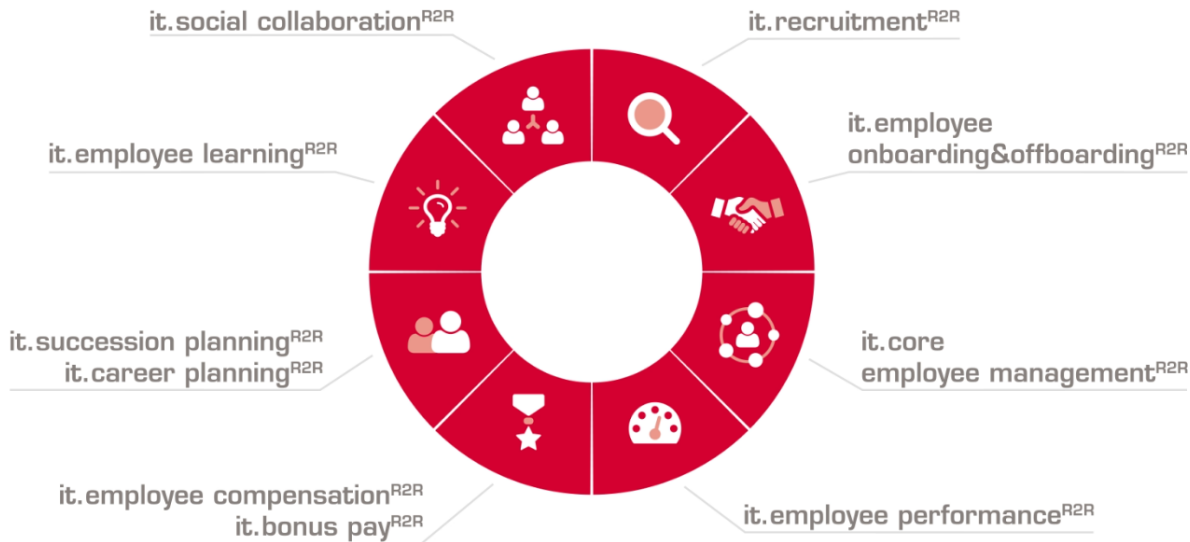 it.social collaborationR2R
it.recruitmentR2R
it.employee learningR2R
it.employee
onboarding&offboardingR2R
it.succession planningR2R
it.career planningR2R
it.core
employee managementR2R
it.employee compensationR2R
it.bonus payR2R
it.employee performanceR2R